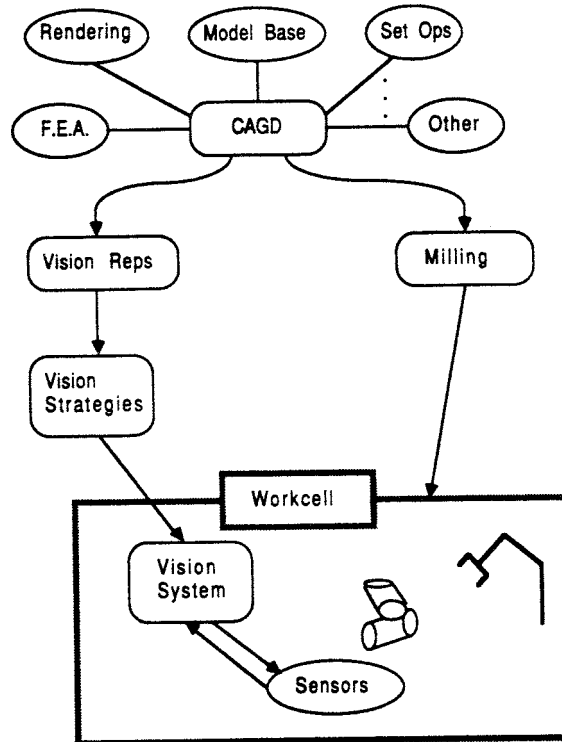 Rendering
Model Base
Set Ops
F.E.A.
CAGD
Other
Vision Reps
Milling
Vision
Strategies
Workcell
Vision
System
Sensors